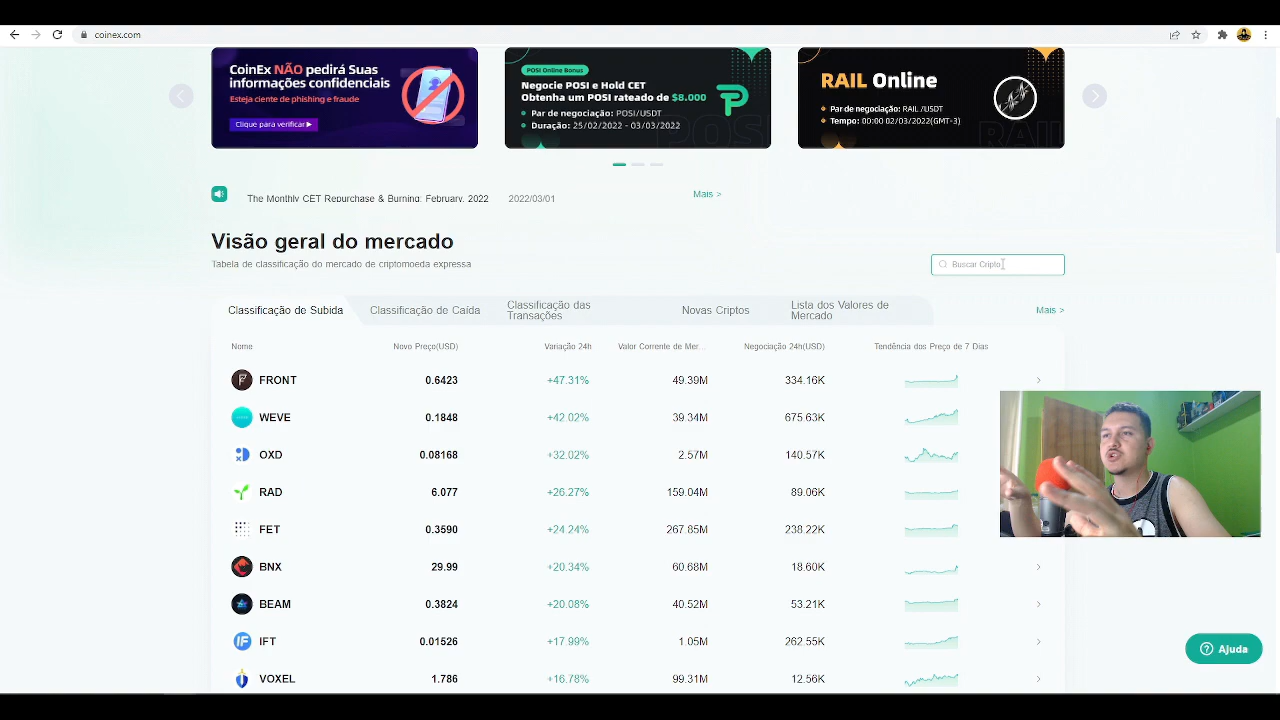 coinex.com
CoinEx NÃO pedirá Suas
informações confidenciais
Esteja ciente de phishing e fraude
Clique para verificar
POSI Online Bonus
Negocie POSI e Hold CET
Obtenha um POSI rateado de $8.000
Par de negociação: POSI/USDT
Duração: 25/02/2022 - 03/03/2022
POSI
RAIL Online
Par de negociação: RAIL /USDT
Tempo: 00:00 02/03/2022(GMT-3)
RAIL
The Monthly CET Repurchase & Burning: February, 2022 2022/03/01 Mais >
Visão geral do mercado
Tabela de classificação do mercado de criptomoeda expressa
Buscar Cripto
Classificação de Subida
Classificação de Caída
Classificação das
Transações
Novas Criptos
Lista dos Valores de
Mercado
Mais >
Nome Novo Preço(USD) Variação 24h Valor Corrente de Mer... Negociação 24h(USD) Tendência dos Preço de 7 Dias
FRONT 0.6423 +47.31% 49.39M 334.16K
WEVE 0.1848 +42.02% 39.34M 675.63K
OXD 0.08168 +32.02% 2.57M 140.57K
RAD 6.077 +26.27% 159.04M 89.06K
FET 0.3590 +24.24% 267.85M 238.22K
BNX 29.99 +20.34% 60.68M 18.60K
BEAM 0.3824 +20.08% 40.52M 53.21K
IFT 0.01526 +17.99% 1.05M 262.55K
VOXEL 1.786 +16.78% 99.31M 12.56K
Ajuda